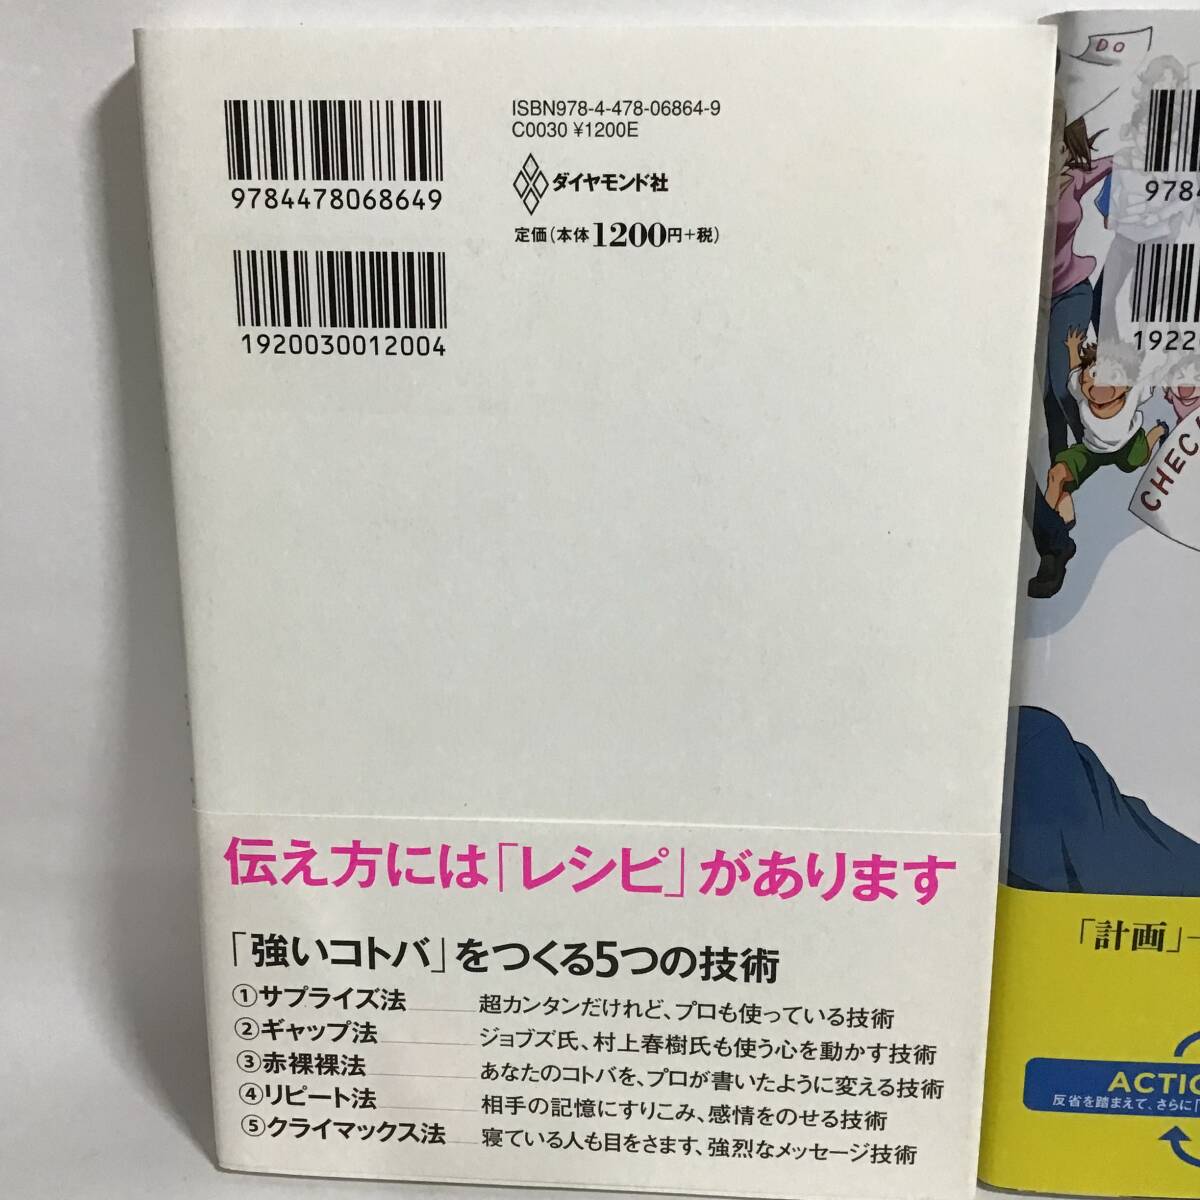 9784478068649
1920030012004
ISBN978-4-478-06864-9
C0030 ¥1200E
ダイヤモンド社
定価(本体1200円+税)
伝え方には「レシピ」があります
「強いコトバ」をつくる5つの技術
①サプライズ法 超カンタンだけれど、プロも使っている技術
②ギャップ法 ジョブズ氏、村上春樹氏も使う心を動かす技術
③赤裸裸法 あなたのコトバを、プロが書いたように変える技術
④リピート法 相手の記憶にすりこみ、感情をのせる技術
⑤クライマックス法 寝ている人も目をさます、強烈なメッセージ技術
DO
9784
1922
CHEC
「計画」
ACTIO
反省を踏まえて、さらに「